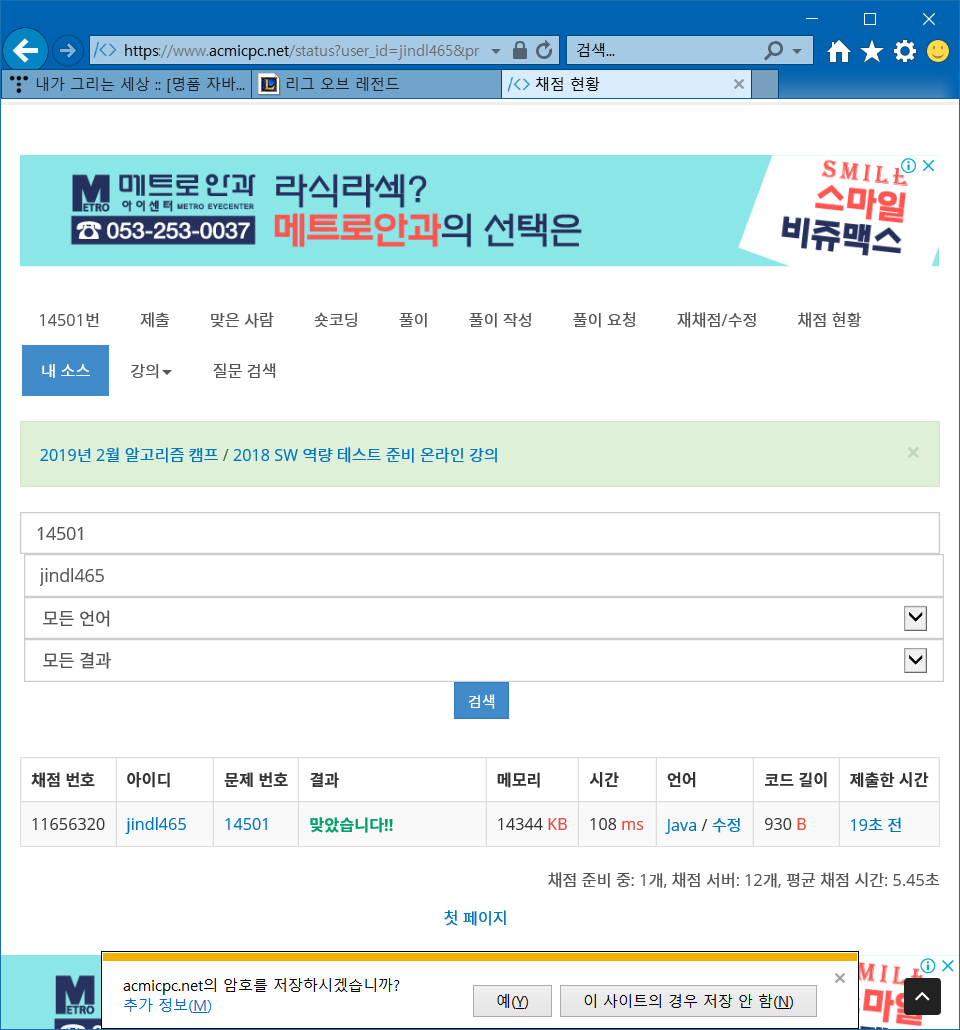 https://www.acmicpc.net/status?user_id=jindl465&pr
검색...
내가 그리는 세상 :: [명품 자바...
리그 오브 레전드
채점 현황
METRO 메트로안과
아이센터 METRO EYECENTER
053-253-0037
라식라섹?
메트로안과의 선택은
SMILE
스마일
비쥬맥스
14501번 제출 맞은 사람 숏코딩 풀이 풀이 작성 풀이 요청 재채점/수정 채점 현황
내 소스 강의 질문 검색
2019년 2월 알고리즘 캠프 / 2018 SW 역량 테스트 준비 온라인 강의
14501
jindl465
모든 언어
모든 결과
검색
채점 번호 아이디 문제 번호 결과 메모리 시간 언어 코드 길이 제출한 시간
11656320 jindl465 14501 맞았습니다!! 14344 KB 108 ms Java / 수정 930 B 19초 전
채점 준비 중: 1개, 채점 서버: 12개, 평균 채점 시간: 5.45초
첫 페이지
METRO
acmicpc.net의 암호를 저장하시겠습니까?
추가 정보(M)
예(Y)
이 사이트의 경우 저장 안 함(N)